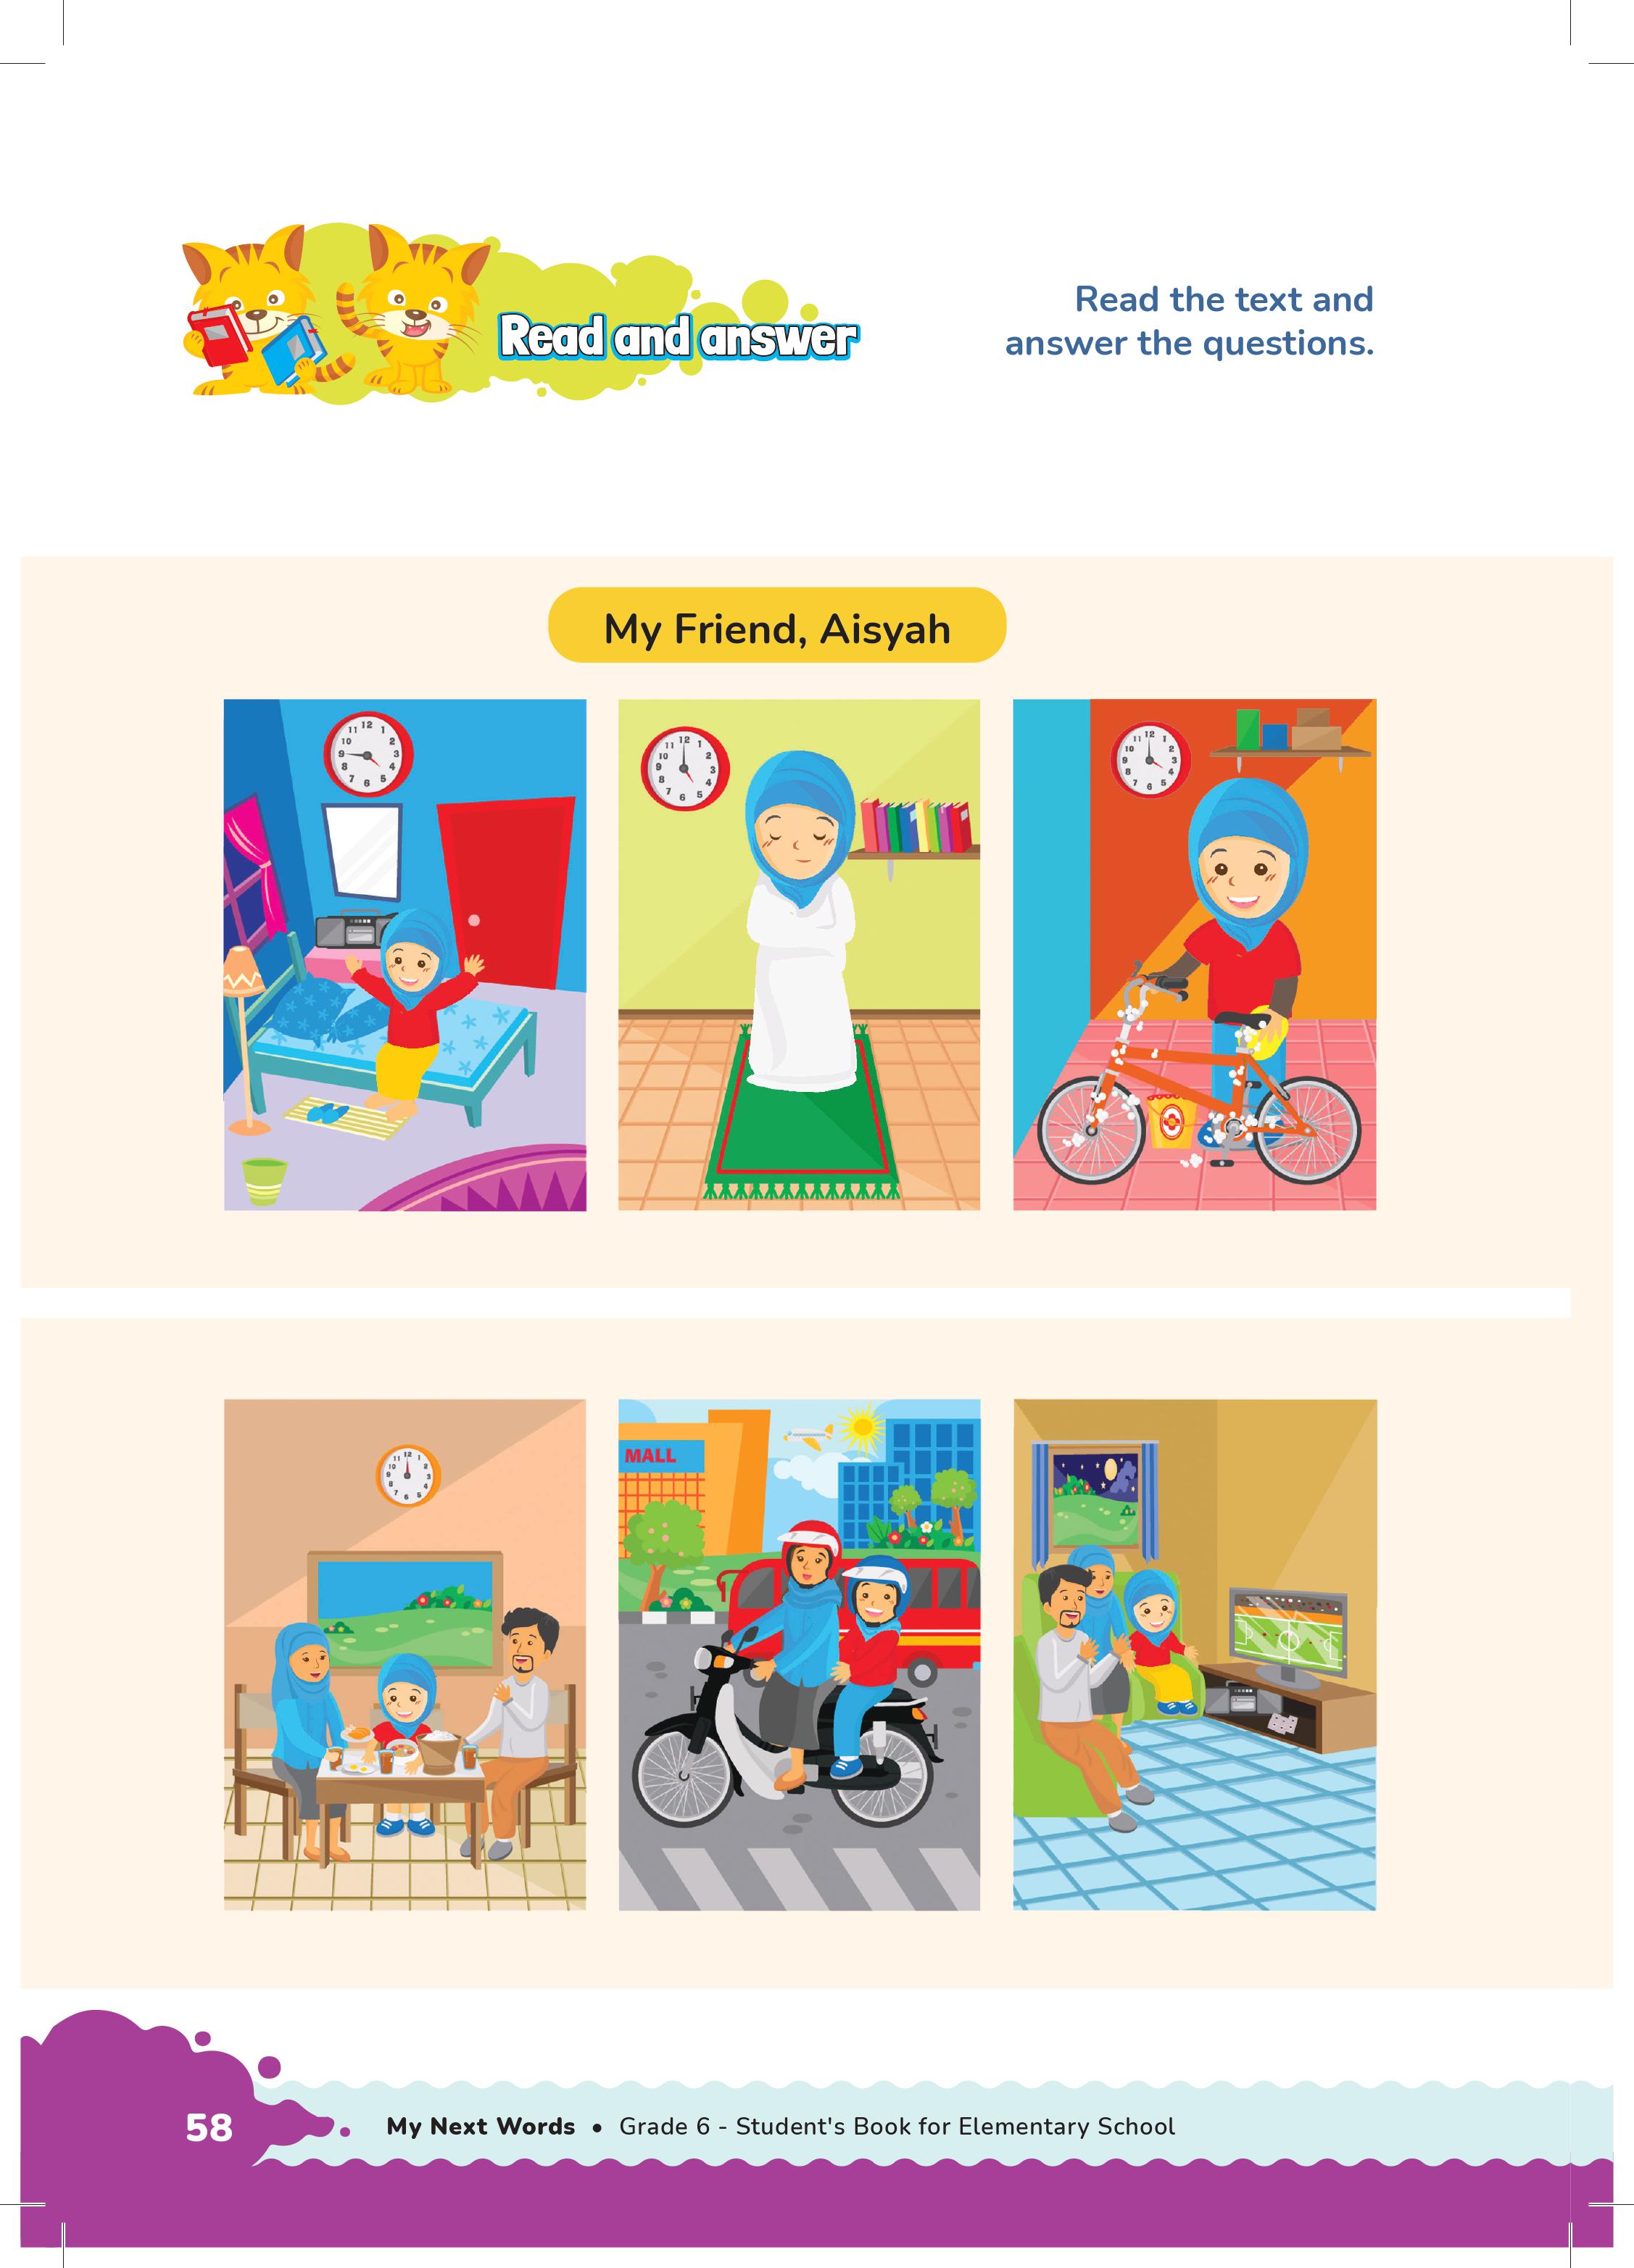 Read and answer
Read the text and
answer the questions.
My Friend, Aisyah
MALL
58
My Next Words • Grade 6 - Student's Book for Elementary School